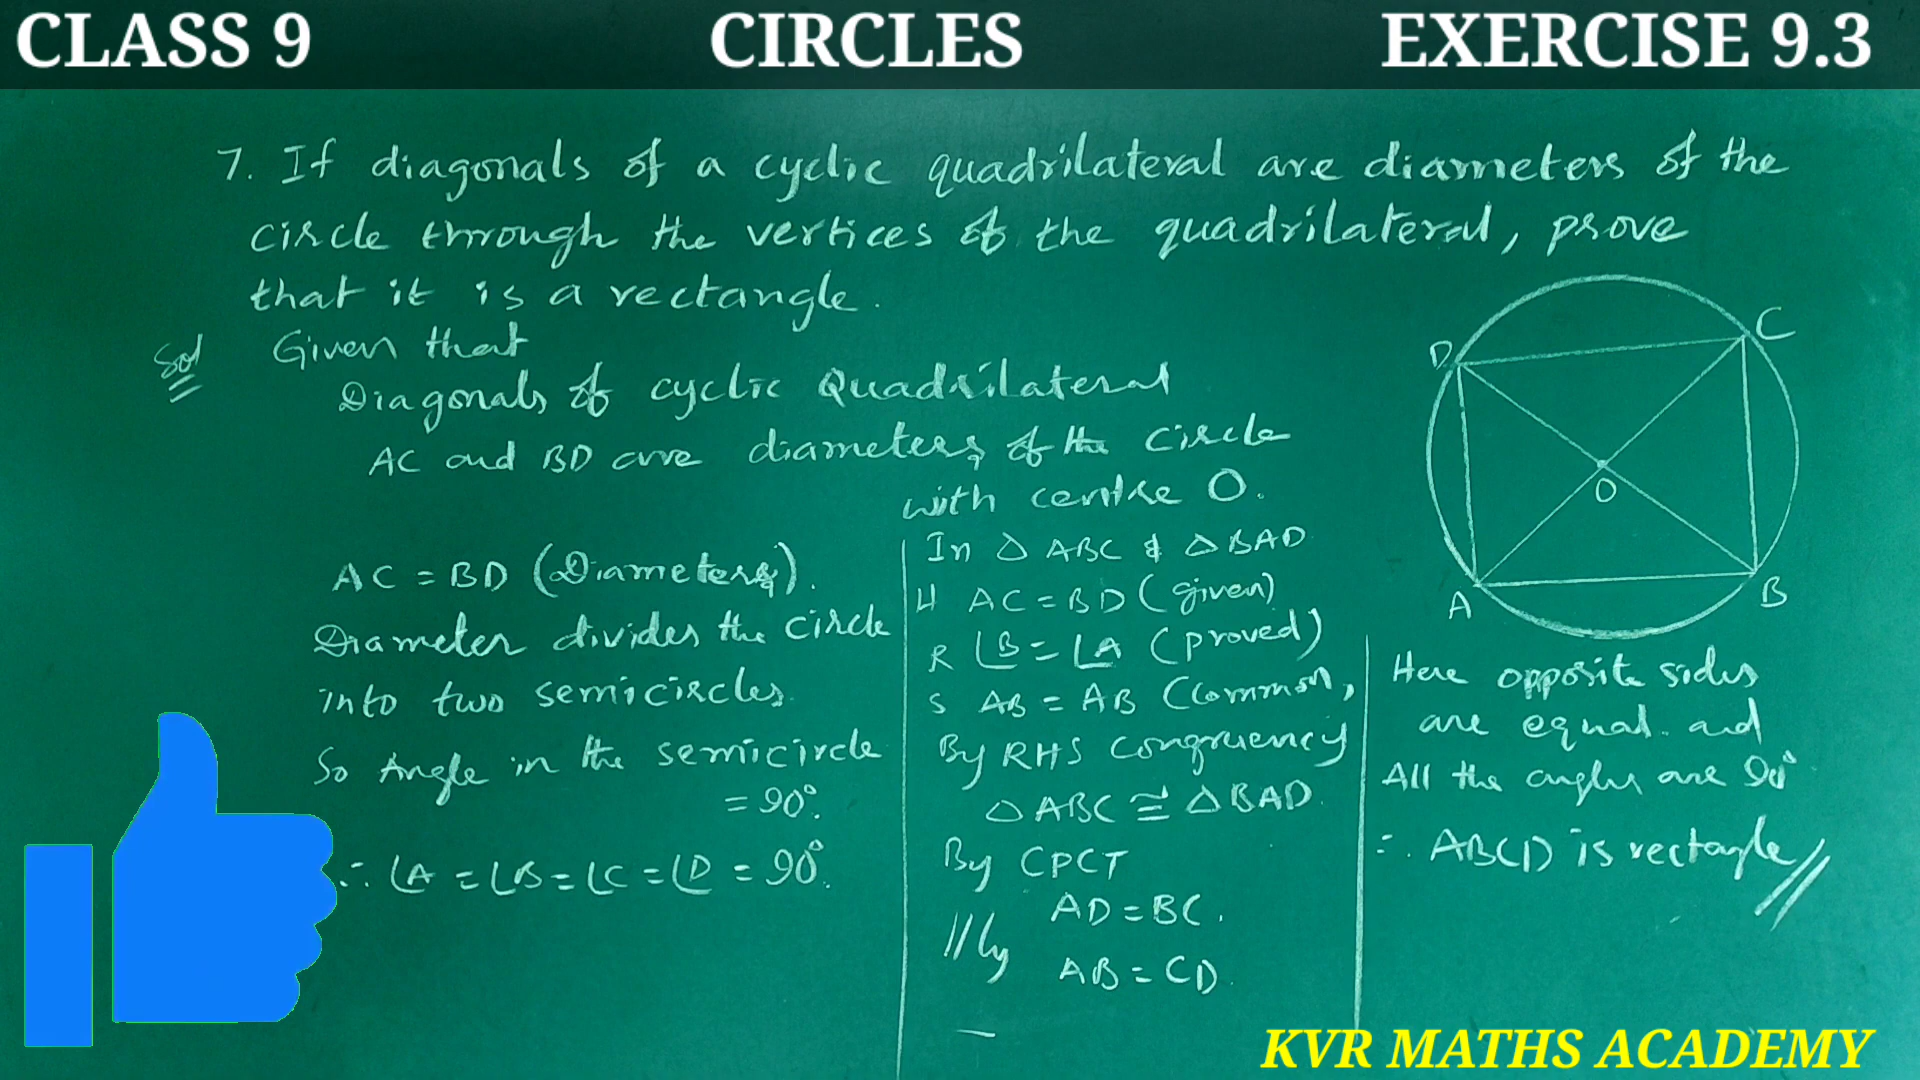 CLASS 9 CIRCLES EXERCISE 9.3
7. If diagonals of a cyclic quadrilateral are diameters of the
circle through the vertices of the quadrilateral, prove
that it is a rectangle.
Sol Given that
Diagonals of cyclic Quadrilateral
AC and BD are diameters of the circle
with centre O.
AC = BD (Diameters).
Diameter divides the circle
into two semicircles.
So Angle in the semicircle
= 90°.
∴ ∠A = ∠B = ∠C = ∠D = 90°.
In △ ABC & △ BAD
H AC = BD (given)
R ∠B = ∠A (proved)
S AB = AB (Common)
By RHS congruency
△ ABC ≅ △ BAD.
By CPCT
AD = BC.
//ly
AB = CD.
D
C
O
A
B
Here opposite sides
are equal and
All the angles are 90°
∴ ABCD is rectangle//
KVR MATHS ACADEMY